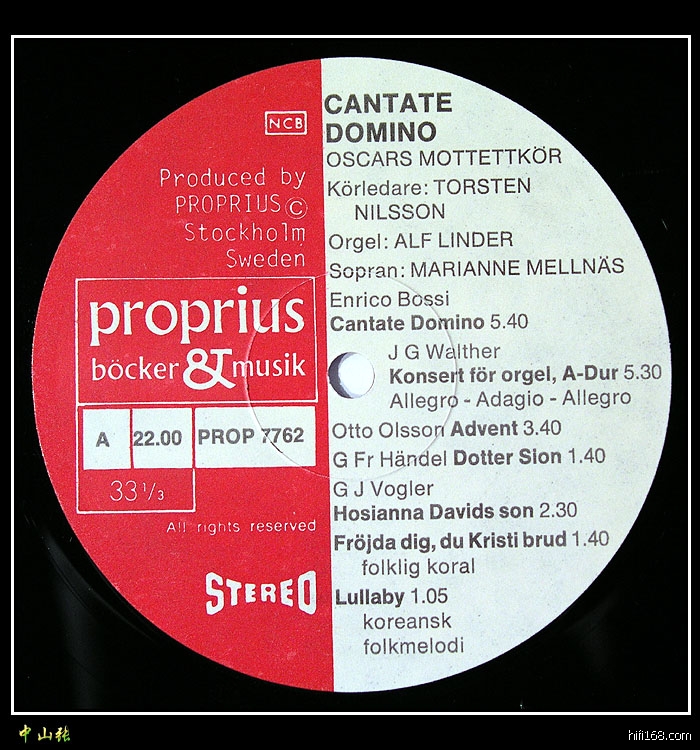 NCB
Produced by
PROPRIUS ©
Stockholm
Sweden
proprius
böcker & musik
A 22.00 PROP 7762
33 1/3
All rights reserved
STEREO
CANTATE
DOMINO
OSCARS MOTTETTKÖR
Körledare: TORSTEN
NILSSON
Orgel: ALF LINDER
Sopran: MARIANNE MELLNÄS
Enrico Bossi
Cantate Domino 5.40
J G Walther
Konsert för orgel, A-Dur 5.30
Allegro - Adagio - Allegro
Otto Olsson Advent 3.40
G Fr Händel Dotter Sion 1.40
G J Vogler
Hosianna Davids son 2.30
Fröjda dig, du Kristi brud 1.40
folklig koral
Lullaby 1.05
koreansk
folkmelodi
中山張
hifi168.com